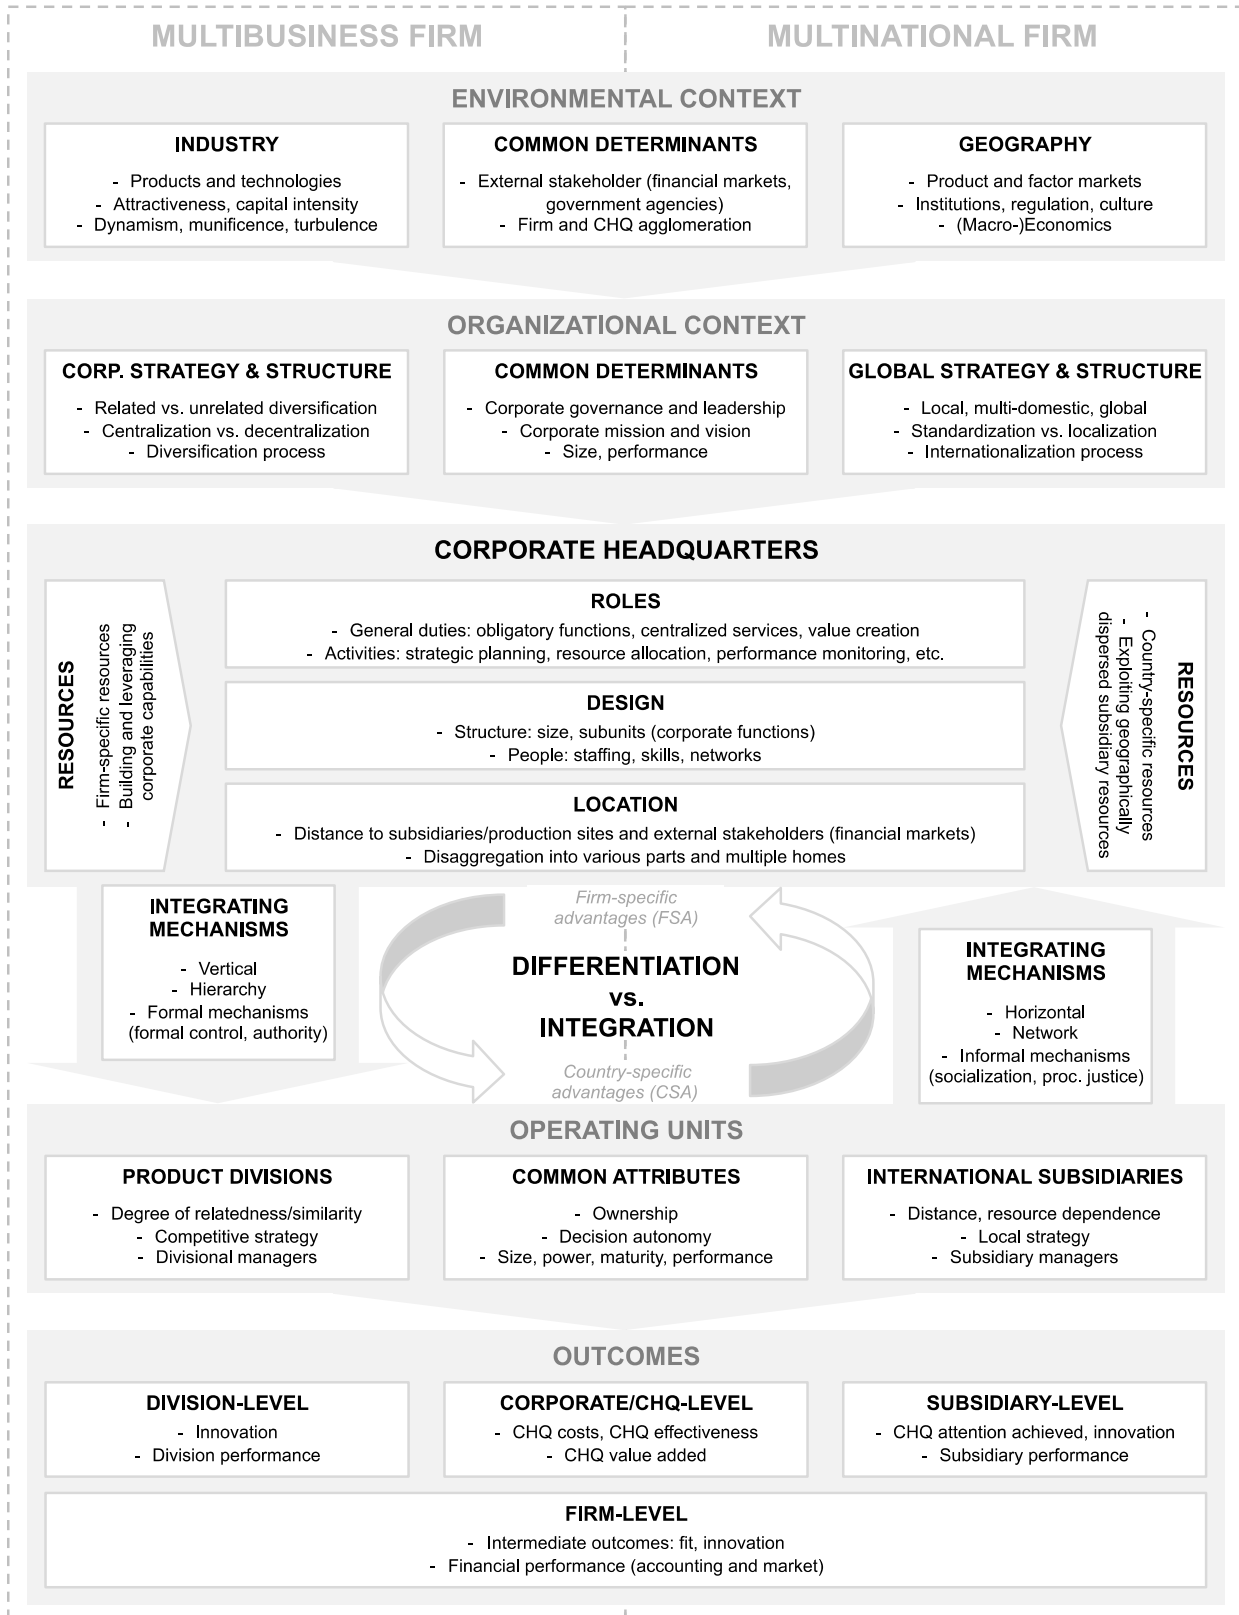 MULTIBUSINESS FIRM
MULTINATIONAL FIRM
ENVIRONMENTAL CONTEXT
INDUSTRY
- Products and technologies
- Attractiveness, capital intensity
- Dynamism, munificence, turbulence
COMMON DETERMINANTS
- External stakeholder (financial markets,
government agencies)
- Firm and CHQ agglomeration
GEOGRAPHY
- Product and factor markets
- Institutions, regulation, culture
- (Macro-)Economics
ORGANIZATIONAL CONTEXT
CORP. STRATEGY & STRUCTURE
- Related vs. unrelated diversification
- Centralization vs. decentralization
- Diversification process
COMMON DETERMINANTS
- Corporate governance and leadership
- Corporate mission and vision
- Size, performance
GLOBAL STRATEGY & STRUCTURE
- Local, multi-domestic, global
- Standardization vs. localization
- Internationalization process
CORPORATE HEADQUARTERS
RESOURCES
- Firm-specific resources
- Building and leveraging
corporate capabilities
ROLES
- General duties: obligatory functions, centralized services, value creation
- Activities: strategic planning, resource allocation, performance monitoring, etc.
DESIGN
- Structure: size, subunits (corporate functions)
- People: staffing, skills, networks
LOCATION
- Distance to subsidiaries/production sites and external stakeholders (financial markets)
- Disaggregation into various parts and multiple homes
RESOURCES
- Country-specific resources
- Exploiting geographically
dispersed subsidiary resources
INTEGRATING
MECHANISMS
- Vertical
- Hierarchy
- Formal mechanisms
(formal control, authority)
Firm-specific
advantages (FSA)
DIFFERENTIATION
vs.
INTEGRATION
Country-specific
advantages (CSA)
INTEGRATING
MECHANISMS
- Horizontal
- Network
- Informal mechanisms
(socialization, proc. justice)
OPERATING UNITS
PRODUCT DIVISIONS
- Degree of relatedness/similarity
- Competitive strategy
- Divisional managers
COMMON ATTRIBUTES
- Ownership
- Decision autonomy
- Size, power, maturity, performance
INTERNATIONAL SUBSIDIARIES
- Distance, resource dependence
- Local strategy
- Subsidiary managers
OUTCOMES
DIVISION-LEVEL
- Innovation
- Division performance
CORPORATE/CHQ-LEVEL
- CHQ costs, CHQ effectiveness
- CHQ value added
SUBSIDIARY-LEVEL
- CHQ attention achieved, innovation
- Subsidiary performance
FIRM-LEVEL
- Intermediate outcomes: fit, innovation
- Financial performance (accounting and market)